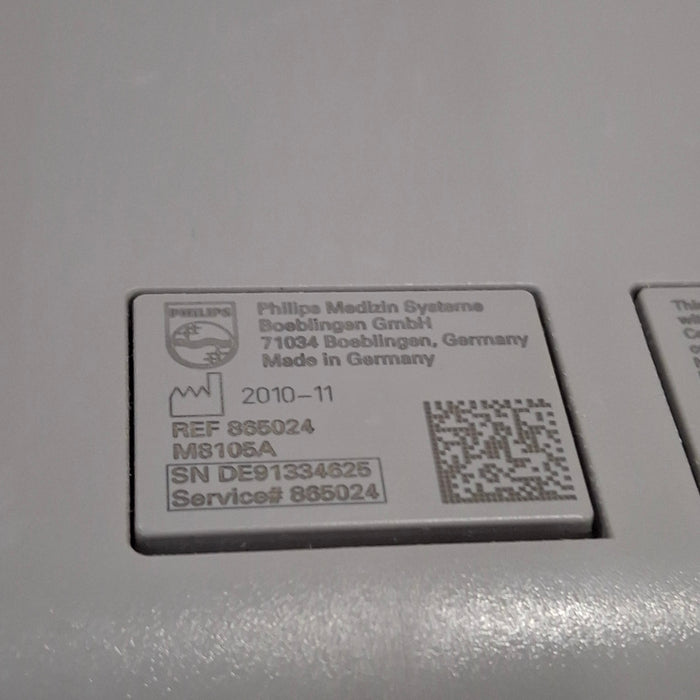 PHILIPS
Philips Medizin Systeme
Boeblingen GmbH
71034 Boeblingen, Germany
Made in Germany
2010-11
REF 865024
M8105A
SN DE91334625
Service# 865024